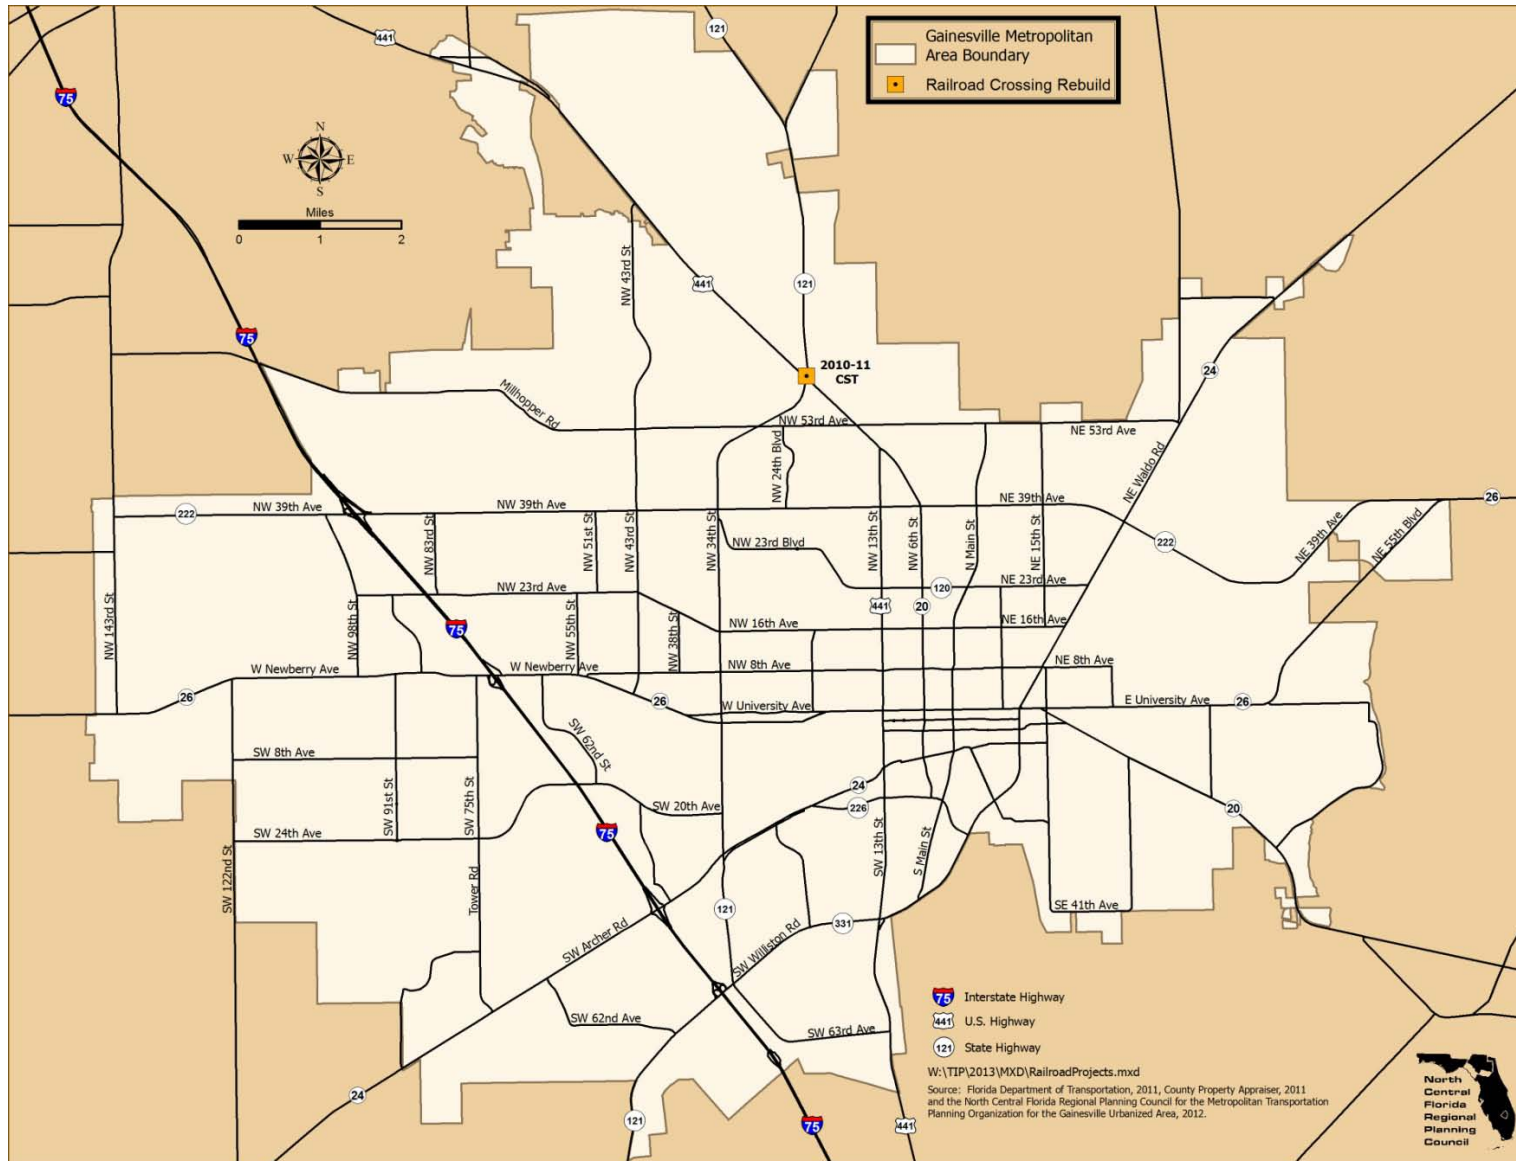 441
121
Gainesville Metropolitan
Area Boundary
Railroad Crossing Rebuild
75
N
W
E
S
Miles
0
1
2
NW 43rd St
441
121
75
2010-11
CST
24
Millhopper Rd
NW 53rd Ave
NE 53rd Ave
NW 24th Blvd
NE Waldo Rd
222
NW 39th Ave
NW 39th Ave
NE 39th Ave
26
NW 83rd St
NW 51st St
NW 43rd St
NW 34th St
NW 23rd Blvd
NW 13th St
NW 6th St
N Main St
NE 15th St
222
NE 39th Ave
NE 55th Blvd
NW 23rd Ave
120
NE 23rd Ave
NW 143rd St
NW 98th St
75
NW 55th St
NW 38th St
441
20
NW 16th Ave
NE 16th Ave
W Newberry Ave
W Newberry Ave
NW 8th Ave
NE 8th Ave
26
26
W University Ave
E University Ave
26
SW 62nd St
SW 8th Ave
SW 91st St
SW 75th St
24
226
SW 20th Ave
20
SW 24th Ave
75
SW 122nd St
Tower Rd
SW 13th St
S Main St
SE 41th Ave
121
SW Archer Rd
SW Williston Rd
331
SW 62nd Ave
SW 63rd Ave
75
Interstate Highway
441
U.S. Highway
121
State Highway
W:\TIP\2013\MXD\RailroadProjects.mxd
Source: Florida Department of Transportation, 2011, County Property Appraiser, 2011
and the North Central Florida Regional Planning Council for the Metropolitan Transportation
Planning Organization for the Gainesville Urbanized Area, 2012.
24
121
75
441
North
Central
Florida
Regional
Planning
Council